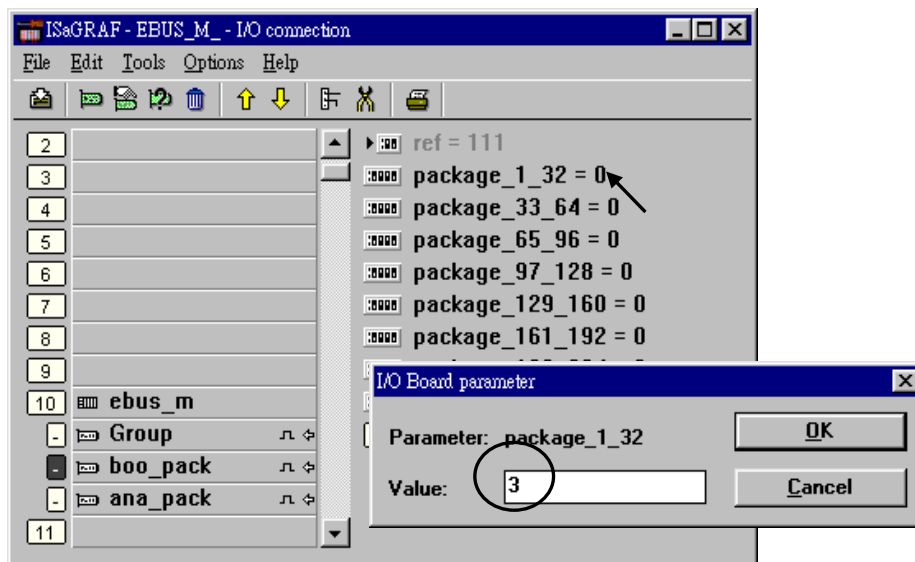 ISaGRAF - EBUS_M_ - I/O connection
File Edit Tools Options Help
2
3
4
5
6
7
8
9
10 ebus_m
- Group
- boo_pack
- ana_pack
11
ref = 111
package_1_32 = 0
package_33_64 = 0
package_65_96 = 0
package_97_128 = 0
package_129_160 = 0
package_161_192 = 0
I/O Board parameter
Parameter: package_1_32
Value: 3
OK
Cancel